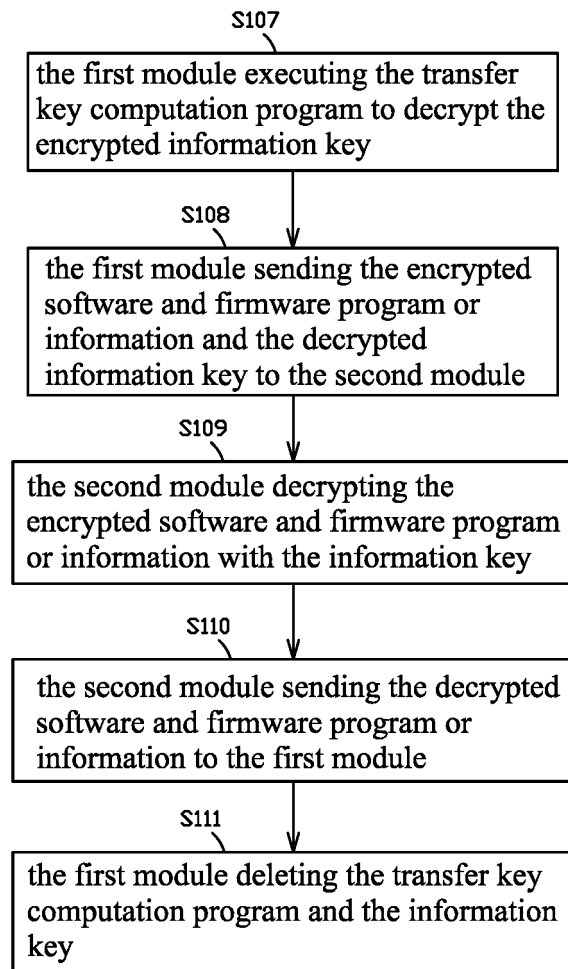 S107
the first module executing the transfer
key computation program to decrypt the
encrypted information key
S108
the first module sending the encrypted
software and firmware program or
information and the decrypted
information key to the second module
S109
the second module decrypting the
encrypted software and firmware program
or information with the information key
S110
the second module sending the decrypted
software and firmware program or
information to the first module
S111
the first module deleting the transfer key
computation program and the information
key